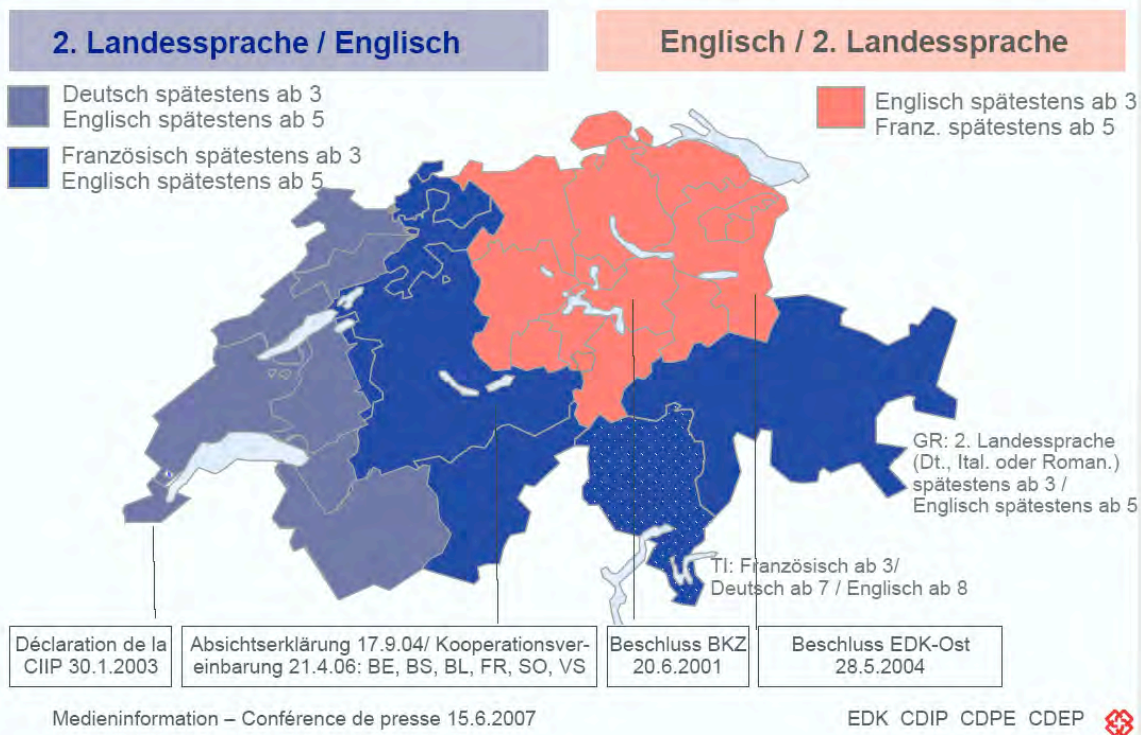 2. Landessprache / Englisch
Englisch / 2. Landessprache
Deutsch spätestens ab 3
Englisch spätestens ab 5
Französisch spätestens ab 3
Englisch spätestens ab 5
Englisch spätestens ab 3
Franz. spätestens ab 5
GR: 2. Landessprache
(Dt., Ital. oder Roman.)
spätestens ab 3 /
Englisch spätestens ab 5
TI: Französisch ab 3/
Deutsch ab 7 / Englisch ab 8
Déclaration de la
CIIP 30.1.2003
Absichtserklärung 17.9.04/ Kooperationsver-
einbarung 21.4.06: BE, BS, BL, FR, SO, VS
Beschluss BKZ
20.6.2001
Beschluss EDK-Ost
28.5.2004
Medieninformation – Conférence de presse 15.6.2007
EDK CDIP CDPE CDEP